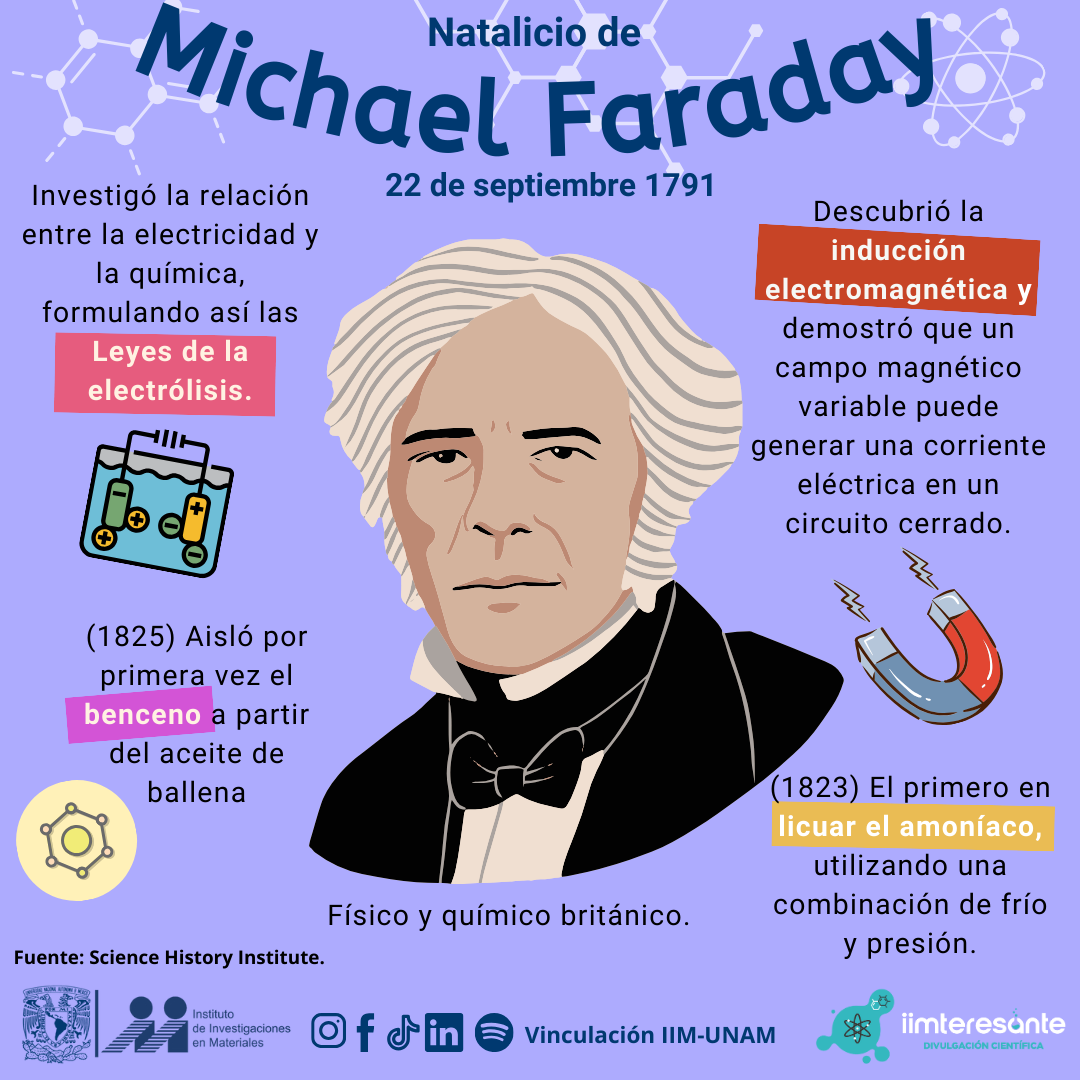 Natalicio de
Michael Faraday
22 de septiembre 1791
Investigó la relación
entre la electricidad y
la química,
formulando así las
Leyes de la
electrólisis.
Descubrió la
inducción
electromagnética y
demostró que un
campo magnético
variable puede
generar una corriente
eléctrica en un
circuito cerrado.
(1825) Aisló por
primera vez el
benceno a partir
del aceite de
ballena
(1823) El primero en
licuar el amoníaco,
utilizando una
combinación de frío
y presión.
Físico y químico británico.
Fuente: Science History Institute.
Instituto
de Investigaciones
en Materiales
Vinculación IIM-UNAM
iimteresante
DIVULGACIÓN CIENTÍFICA